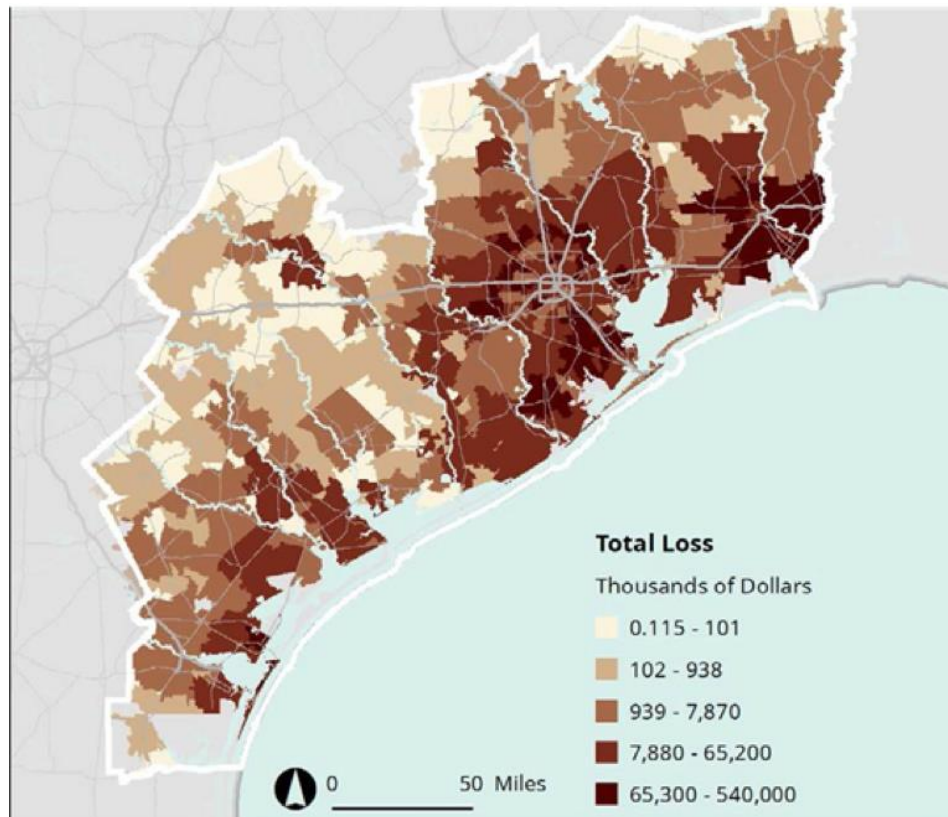 Total Loss
Thousands of Dollars
0.115 - 101
102 - 938
939 - 7,870
7,880 - 65,200
65,300 - 540,000
0 50 Miles